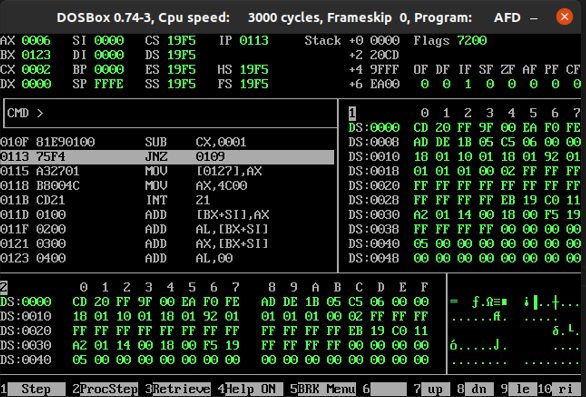 DOSBox 0.74-3, Cpu speed: 3000 cycles, Frameskip 0, Program: AFD
AX 0006 SI 0000 CS 19F5 IP 0113 Stack +0 0000 Flags 7200
BX 0123 DI 0000 DS 19F5 +2 20CD
CX 0002 BP 0000 ES 19F5 HS 19F5 +4 9FFF OF DF IF SF ZF AF PF CF
DX 0000 SP FFFE SS 19F5 FS 19F5 +6 EA00 0 0 1 0 0 0 0 0
CMD >
010F 81E90100 SUB CX,0001
0113 75F4 JNZ 0109
0115 A32701 MOV [0127],AX
0118 B8004C MOV AX,4C00
011B CD21 INT 21
011D 0100 ADD [BX+SI],AX
011F 0200 ADD AL,[BX+SI]
0121 0300 ADD AX,[BX+SI]
0123 0400 ADD AL,00
1 0 1 2 3 4 5 6 7
DS:0000 CD 20 FF 9F 00 EA F0 FE
DS:0008 AD DE 1B 05 C5 06 00 00
DS:0010 18 01 10 01 18 01 92 01
DS:0018 01 01 01 00 02 FF FF FF
DS:0020 FF FF FF FF FF FF FF FF
DS:0028 FF FF FF FF EB 19 C0 11
DS:0030 A2 01 14 00 18 00 F5 19
DS:0038 FF FF FF FF 00 00 00 00
DS:0040 05 00 00 00 00 00 00 00
DS:0048 00 00 00 00 00 00 00 00
2 0 1 2 3 4 5 6 7 8 9 A B C D E F
DS:0000 CD 20 FF 9F 00 EA F0 FE AD DE 1B 05 C5 06 00 00
DS:0010 18 01 10 01 18 01 92 01 01 01 01 00 02 FF FF FF
DS:0020 FF FF FF FF FF FF FF FF FF FF FF FF EB 19 C0 11
DS:0030 A2 01 14 00 18 00 F5 19 FF FF FF FF 00 00 00 00
DS:0040 05 00 00 00 00 00 00 00 00 00 00 00 00 00 00 00
1 Step 2 ProcStep 3 Retrieve 4 Help ON 5 BRK Menu 6 7 up 8 dn 9 le 10 ri